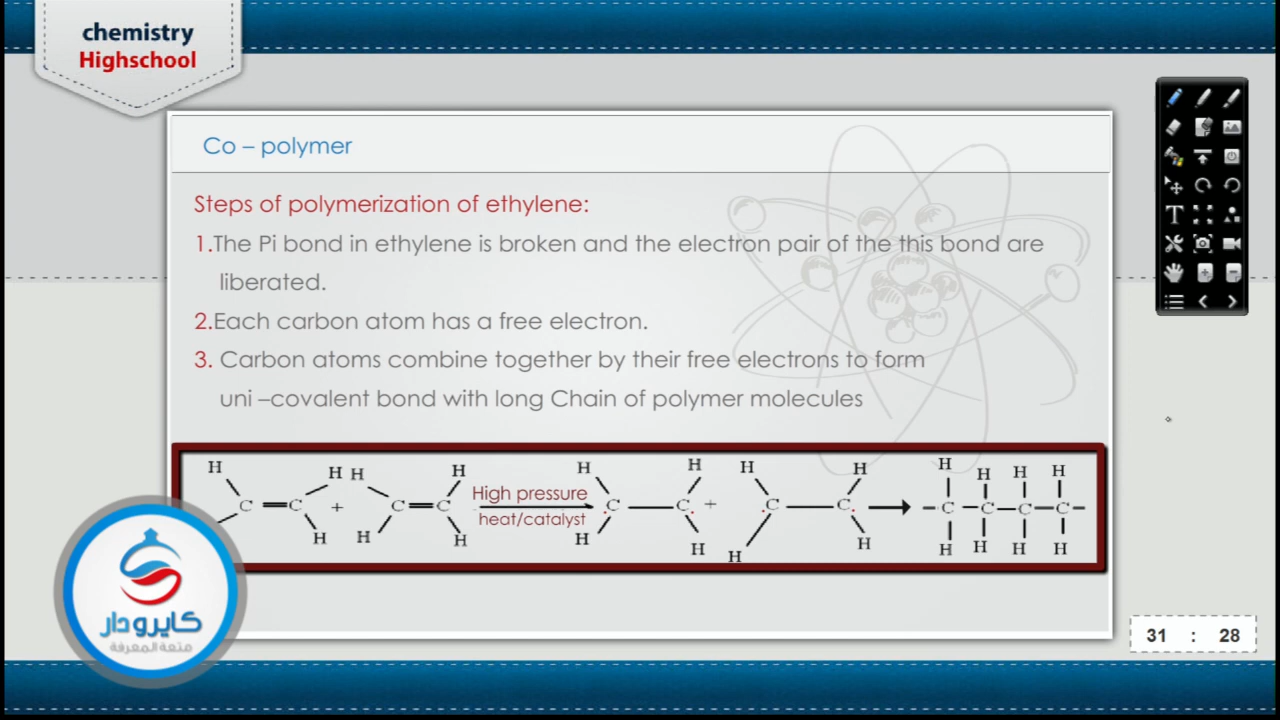 chemistry
Highschool
Co – polymer
Steps of polymerization of ethylene:
1.The Pi bond in ethylene is broken and the electron pair of the this bond are
liberated.
2.Each carbon atom has a free electron.
3. Carbon atoms combine together by their free electrons to form
uni –covalent bond with long Chain of polymer molecules
H H H H H H H H H H H H
C C + C C High pressure C C + C C C C C C
heat/catalyst
H H H H H H H H H H H
كايرودار
متعة المعرفة
31 : 28